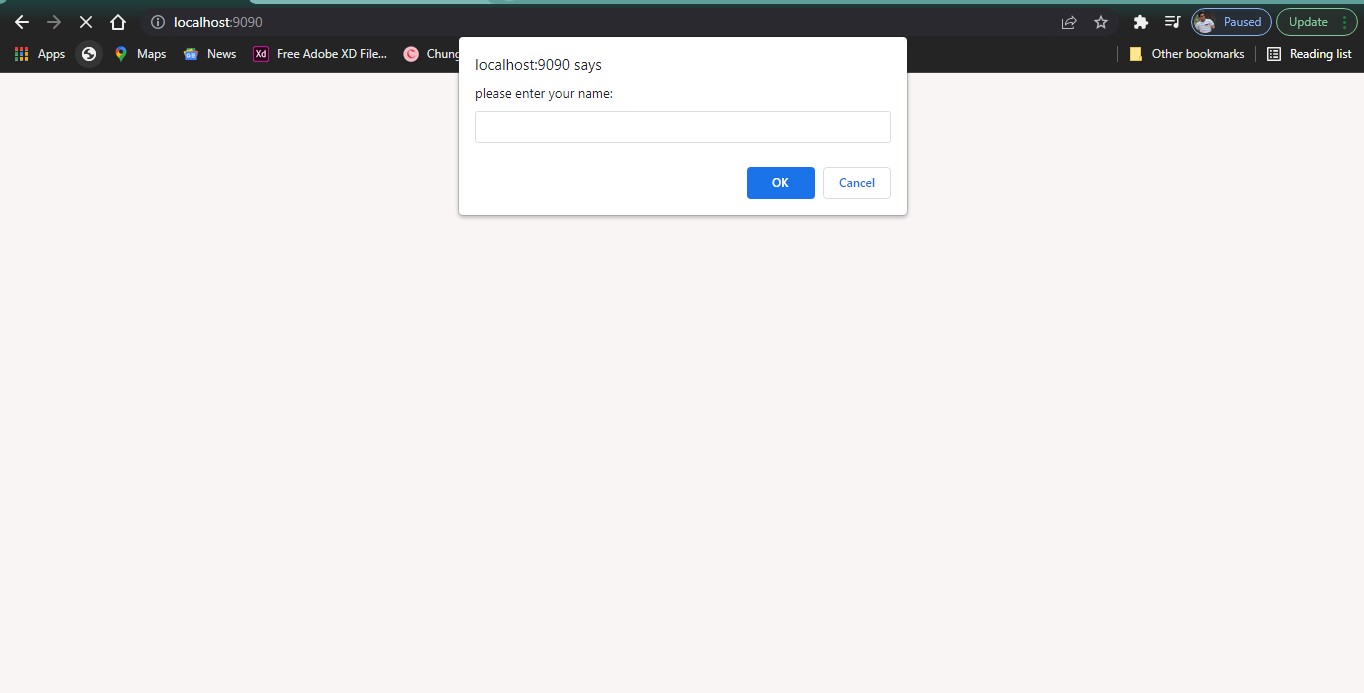 localhost:9090
Paused
Update
Apps
Maps
News
Xd
Free Adobe XD File...
Chung
Other bookmarks
Reading list
localhost:9090 says
please enter your name:
OK
Cancel